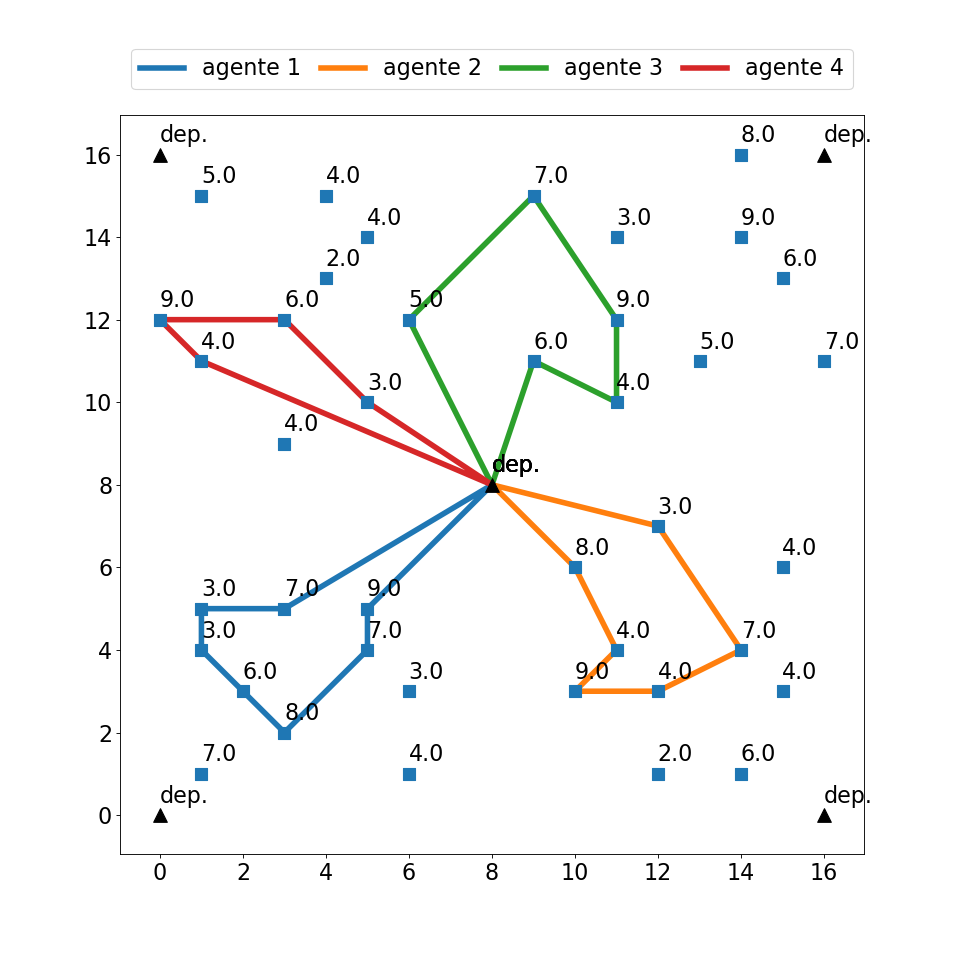 agente 1 agente 2 agente 3 agente 4
dep. 8.0 dep.
16
5.0 4.0 7.0
4.0 3.0 9.0
14
2.0 6.0
9.0 6.0 5.0 9.0
12
4.0 6.0 5.0 7.0
3.0 4.0
10
4.0
dep.
8
3.0
8.0 4.0
6
3.0 7.0 9.0
3.0 7.0 4.0 7.0
4
6.0 3.0 9.0 4.0 4.0
8.0
2
7.0 4.0 2.0 6.0
dep. dep.
0
0 2 4 6 8 10 12 14 16